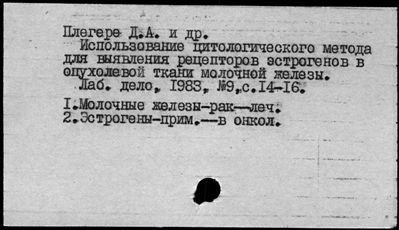 Плегере Д.А. и др.
Использование цитологического метода
для выявления рецепторов эстрогенов в
опухолевой ткани молочной железы.
Лаб. дело, 1983, №9,с.14-16.
1.Молочные железы-рак--леч.
2.Эстрогены-прим.--в онкол.